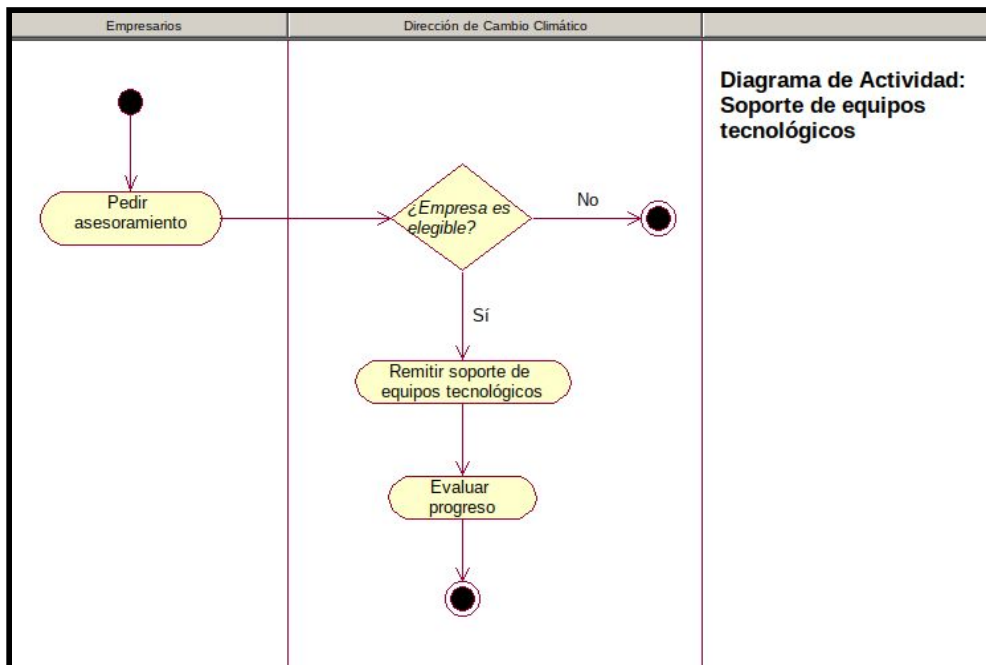 Empresarios
Dirección de Cambio Climático
Diagrama de Actividad:
Soporte de equipos
tecnológicos
Pedir
asesoramiento
¿Empresa es
elegible?
No
Sí
Remitir soporte de
equipos tecnológicos
Evaluar
progreso